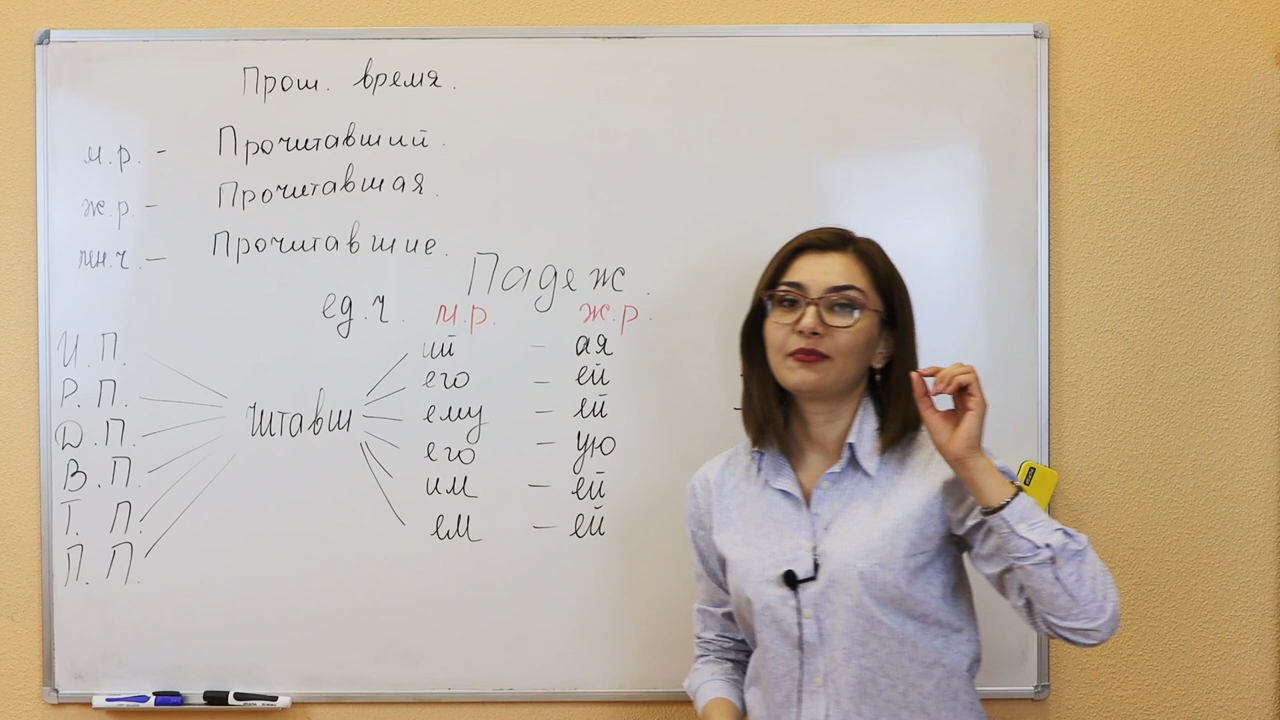 Прош. время.
м.р. - Прочитавший.
ж.р. - Прочитавшая.
мн.ч. - Прочитавшие.
Падеж.
ед.ч. м.р. ж.р.
И.П. ий - ая
Р.П. его - ей
Д.П. читавш ему - ей
В.П. его - ую
Т.П. им - ей
П.П. ем - ей